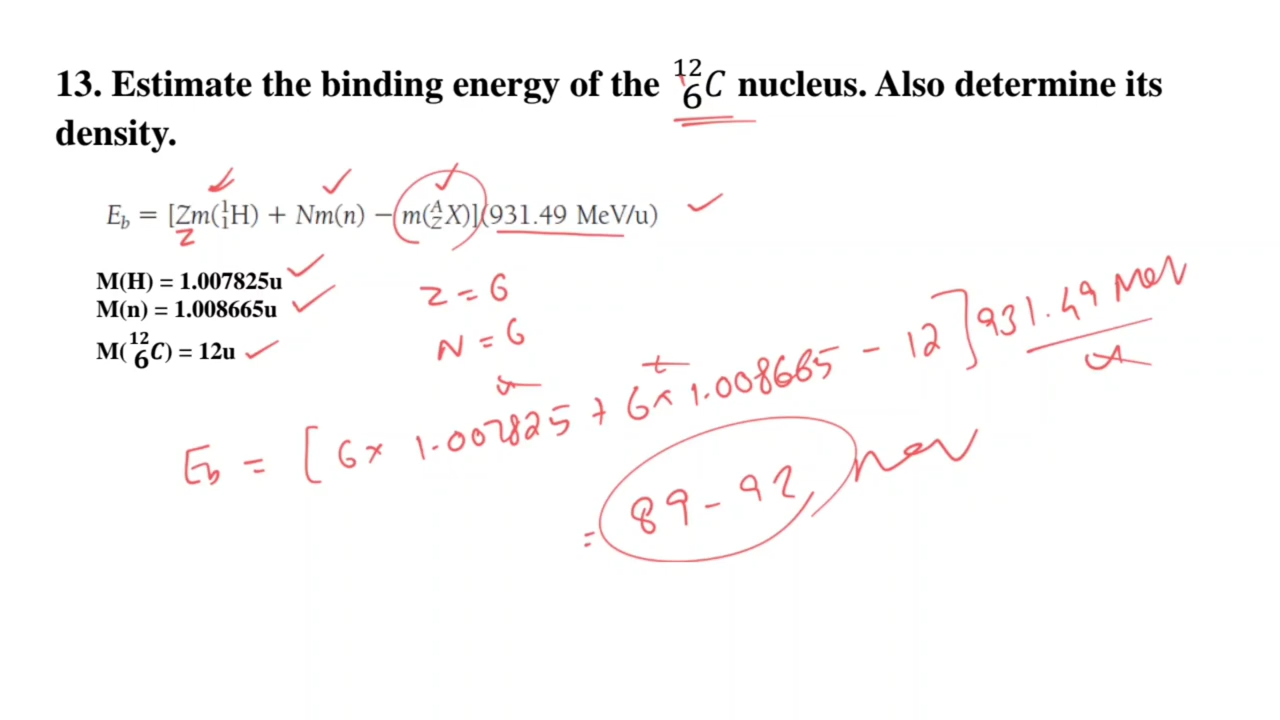 13. Estimate the binding energy of the ¹²₆C nucleus. Also determine its
density.
E_b = [Zm(¹₁H) + Nm(n) − m(ᴬ_ZX)](931.49 MeV/u)
Z
M(H) = 1.007825u
M(n) = 1.008665u
M(¹²₆C) = 12u
Z = 6
N = 6
E_b = [6 × 1.007825 + 6 × 1.008665 - 12] 931.49 MeV
= 89-92 MeV